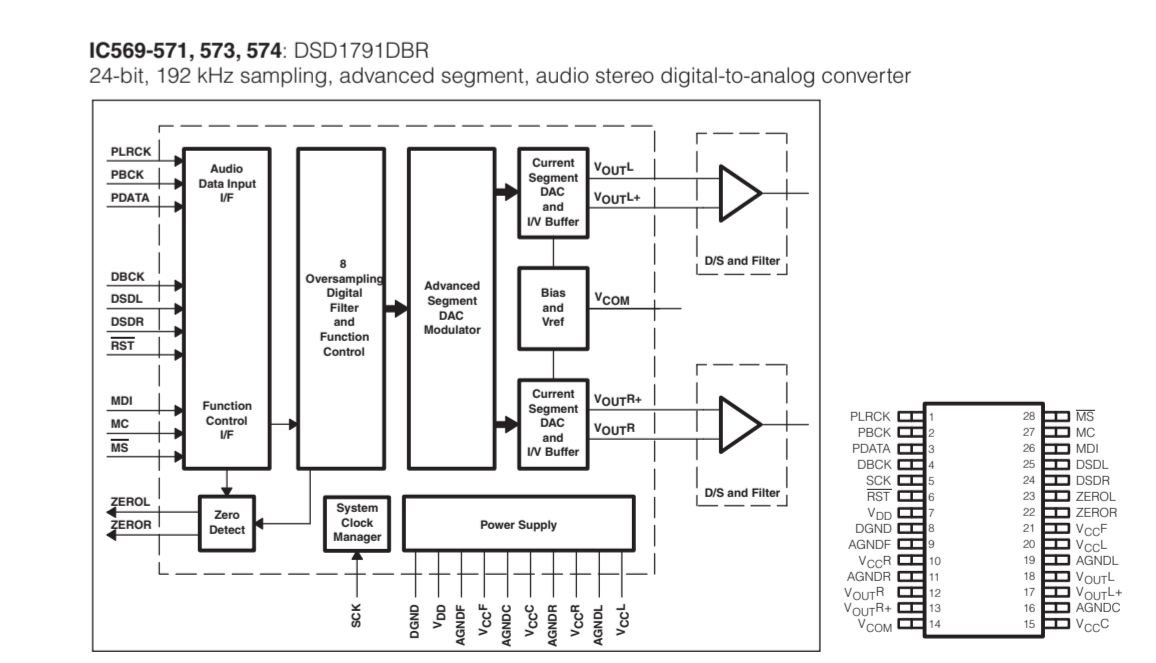 IC569-571, 573, 574: DSD1791DBR
24-bit, 192 kHz sampling, advanced segment, audio stereo digital-to-analog converter
PLRCK
PBCK
PDATA
DBCK
DSDL
DSDR
RST
MDI
MC
MS
ZEROL
ZEROR
Audio
Data Input
I/F
Function
Control
I/F
8
Oversampling
Digital
Filter
and
Function
Control
Advanced
Segment
DAC
Modulator
Current
Segment
DAC
and
I/V Buffer
VOUTL
VOUTL+
D/S and Filter
Bias
and
Vref
VCOM
Current
Segment
DAC
and
I/V Buffer
VOUTR+
VOUTR
D/S and Filter
Zero
Detect
System
Clock
Manager
Power Supply
SCK
DGND
VDD
AGNDF
VCCF
AGNDC
VCCC
AGNDR
VCCR
AGNDL
VCCL
PLRCK 1 28 MS
PBCK 2 27 MC
PDATA 3 26 MDI
DBCK 4 25 DSDL
SCK 5 24 DSDR
RST 6 23 ZEROL
VDD 7 22 ZEROR
DGND 8 21 VCCF
AGNDF 9 20 VCCL
VCCR 10 19 AGNDL
AGNDR 11 18 VOUTL
VOUTR 12 17 VOUTL+
VOUTR+ 13 16 AGNDC
VCOM 14 15 VCCC